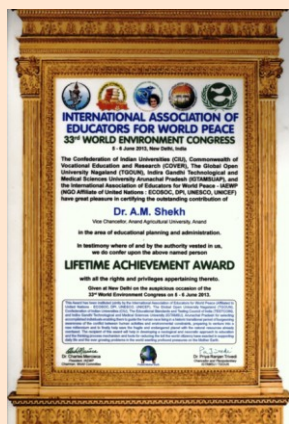 INTERNATIONAL ASSOCIATION OF
EDUCATORS FOR WORLD PEACE
33rd WORLD ENVIRONMENT CONGRESS
5 - 6 June 2013, New Delhi, India
The Confederation of Indian Universities (CIU), Commonwealth of
Vocational Education and Research (COVER), The Global Open
University Nagaland (TGOUN), Indira Gandhi Technological and
Medical Sciences University Arunachal Pradesh (IGTAMSUAP), and
the International Association of Educators for World Peace - IAEWP
(NGO Affiliate of United Nations : ECOSOC, DPI, UNESCO, UNICEF)
have great pleasure in certifying the outstanding contribution of
Dr. A.M. Shekh
Vice Chancellor, Anand Agricultural University, Anand
in the area of educational planning and administration.
In testimony where of and by the authority vested in us,
we do confer upon the above named person
LIFETIME ACHIEVEMENT AWARD
with all the rights and privileges appertaining thereto.
Given at New Delhi on the auspicious occasion of the
33rd World Environment Congress on 5 - 6 June 2013.